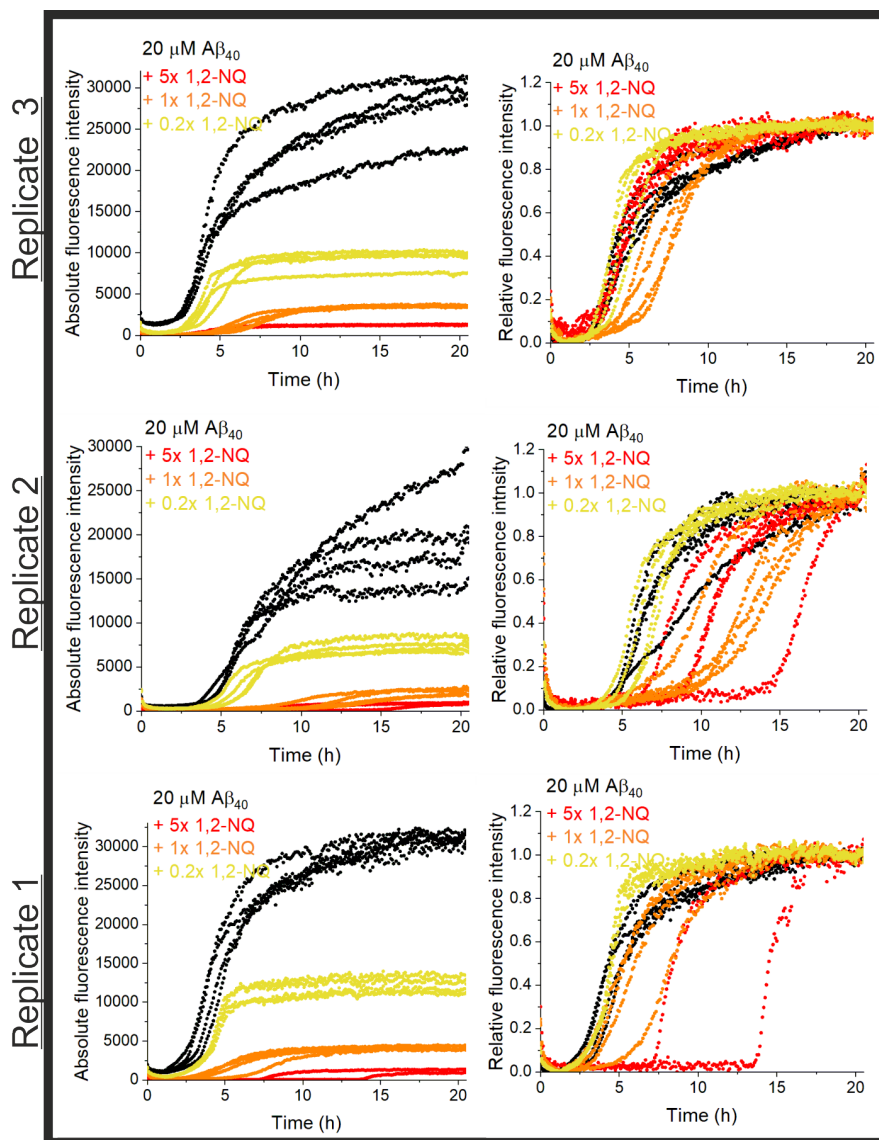 Replicate 3
20 μM Aβ₄₀
+ 5x 1,2-NQ
+ 1x 1,2-NQ
+ 0.2x 1,2-NQ
Absolute fluorescence intensity
30000
25000
20000
15000
10000
5000
0
0 5 10 15 20
Time (h)
20 μM Aβ₄₀
+ 5x 1,2-NQ
+ 1x 1,2-NQ
+ 0.2x 1,2-NQ
Relative fluorescence intensity
1.2
1.0
0.8
0.6
0.4
0.2
0.0
0 5 10 15 20
Time (h)
Replicate 2
20 μM Aβ₄₀
+ 5x 1,2-NQ
+ 1x 1,2-NQ
+ 0.2x 1,2-NQ
Absolute fluorescence intensity
30000
25000
20000
15000
10000
5000
0
0 5 10 15 20
Time (h)
20 μM Aβ₄₀
+ 5x 1,2-NQ
+ 1x 1,2-NQ
+ 0.2x 1,2-NQ
Relative fluorescence intnsity
1.2
1.0
0.8
0.6
0.4
0.2
0.0
0 5 10 15 20
Time (h)
Replicate 1
20 μM Aβ₄₀
+ 5x 1,2-NQ
+ 1x 1,2-NQ
+ 0.2x 1,2-NQ
Absolute fluorescence intensity
30000
25000
20000
15000
10000
5000
0
0 5 10 15 20
Time (h)
20 μM Aβ₄₀
+ 5x 1,2-NQ
+ 1x 1,2-NQ
+ 0.2x 1,2-NQ
Relative fluorescence intensity
1.2
1.0
0.8
0.6
0.4
0.2
0.0
0 5 10 15 20
Time (h)